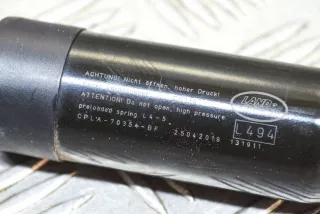 ACHTUNG! Nicht öffnen, hoher Druck!
ATTENTION! Do not open, high pressure
preloaded spring L4-5,
CPLA-70354-BF 25042018
LAND
L494
131911